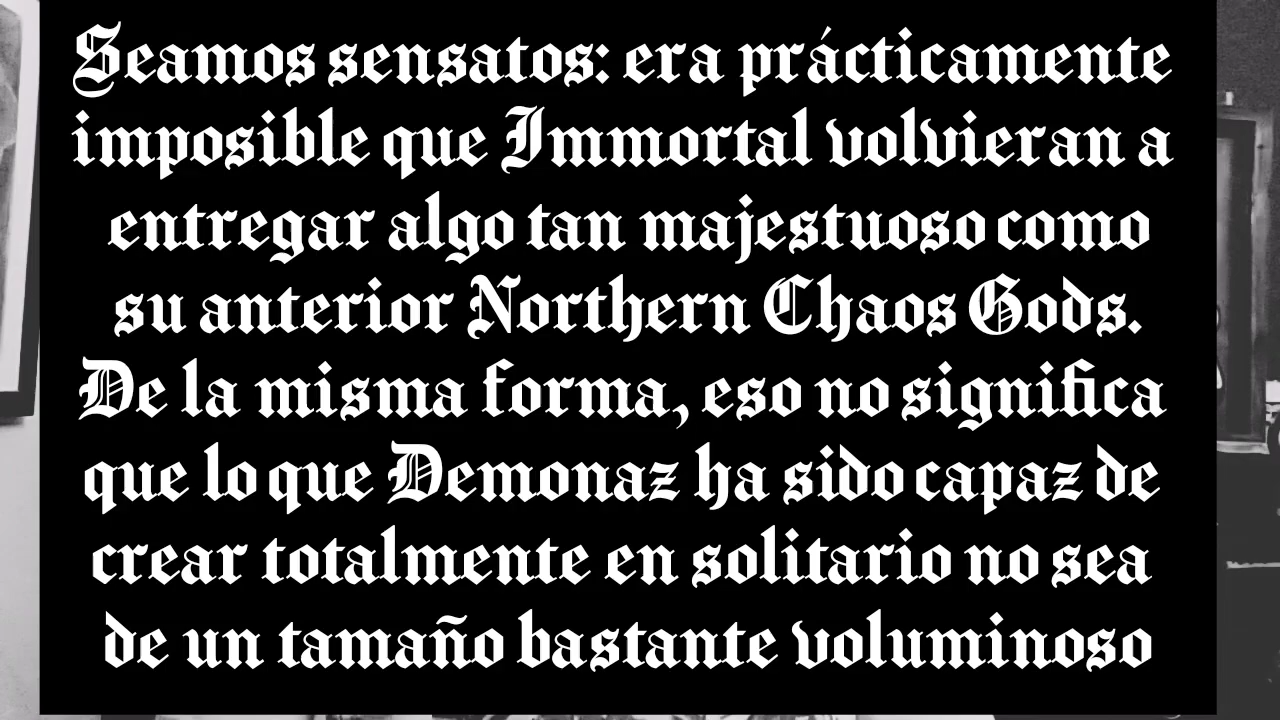 Seamos sensatos: era prácticamente
imposible que Immortal volvieran a
entregar algo tan majestuoso como
su anterior Northern Chaos Gods.
De la misma forma, eso no significa
que lo que Demonaz ha sido capaz de
crear totalmente en solitario no sea
de un tamaño bastante voluminoso